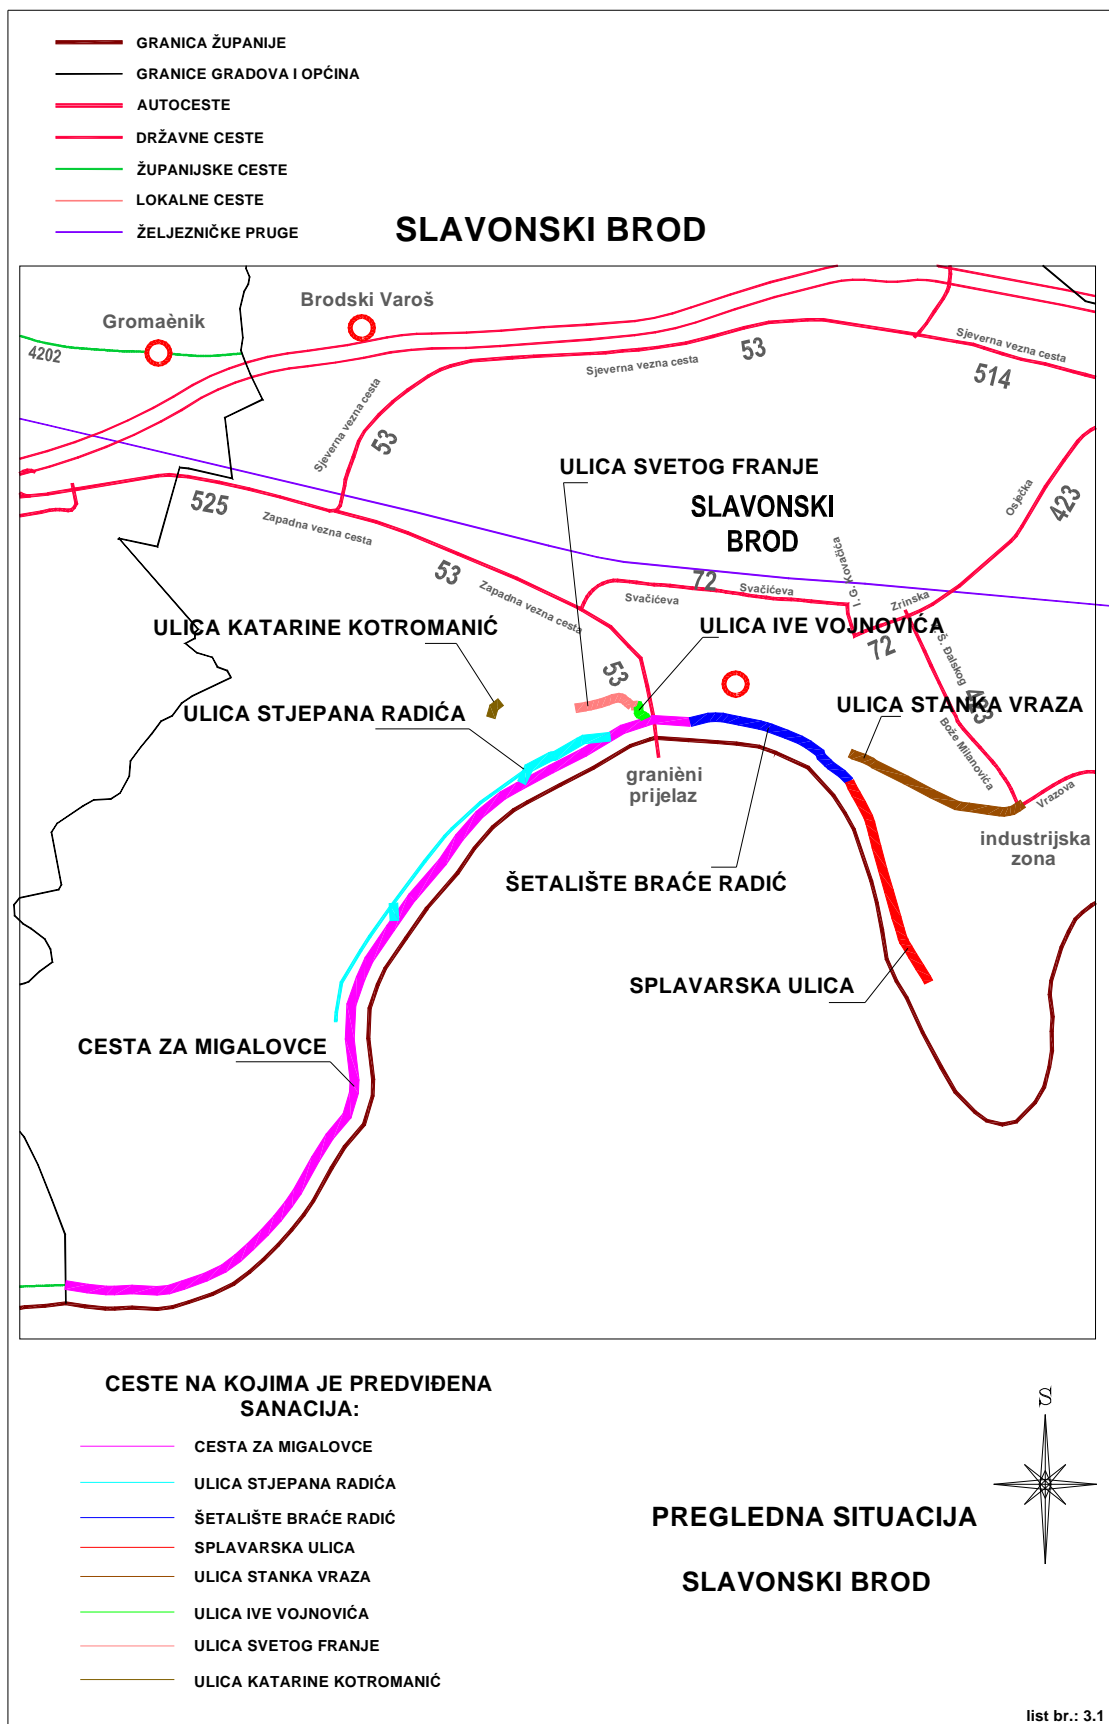 GRANICA ŽUPANIJE
GRANICE GRADOVA I OPĆINA
AUTOCESTE
DRŽAVNE CESTE
ŽUPANIJSKE CESTE
LOKALNE CESTE
ŽELJEZNIČKE PRUGE
SLAVONSKI BROD
Brodski Varoš
Gromaènik
4202
Sjeverna vezna cesta
53
Sjeverna vezna cesta
53
Sjeverna vezna cesta
514
525
Zapadna vezna cesta
53
Zapadna vezna cesta
ULICA SVETOG FRANJE
SLAVONSKI
BROD
Osječka
423
72
Svačićeva
Svačićeva
I. G. Kovačića
Zrinska
72
ULICA KATARINE KOTROMANIĆ
ULICA IVE VOJNOVIĆA
Š. Đalskog
423
53
ULICA STJEPANA RADIĆA
ULICA STANKA VRAZA
Bože Milanovića
Vrazova
granièni
prijelaz
industrijska
zona
ŠETALIŠTE BRAĆE RADIĆ
SPLAVARSKA ULICA
CESTA ZA MIGALOVCE
CESTE NA KOJIMA JE PREDVIĐENA
SANACIJA:
CESTA ZA MIGALOVCE
ULICA STJEPANA RADIĆA
ŠETALIŠTE BRAĆE RADIĆ
SPLAVARSKA ULICA
ULICA STANKA VRAZA
ULICA IVE VOJNOVIĆA
ULICA SVETOG FRANJE
ULICA KATARINE KOTROMANIĆ
S
PREGLEDNA SITUACIJA
SLAVONSKI BROD
list br.: 3.1